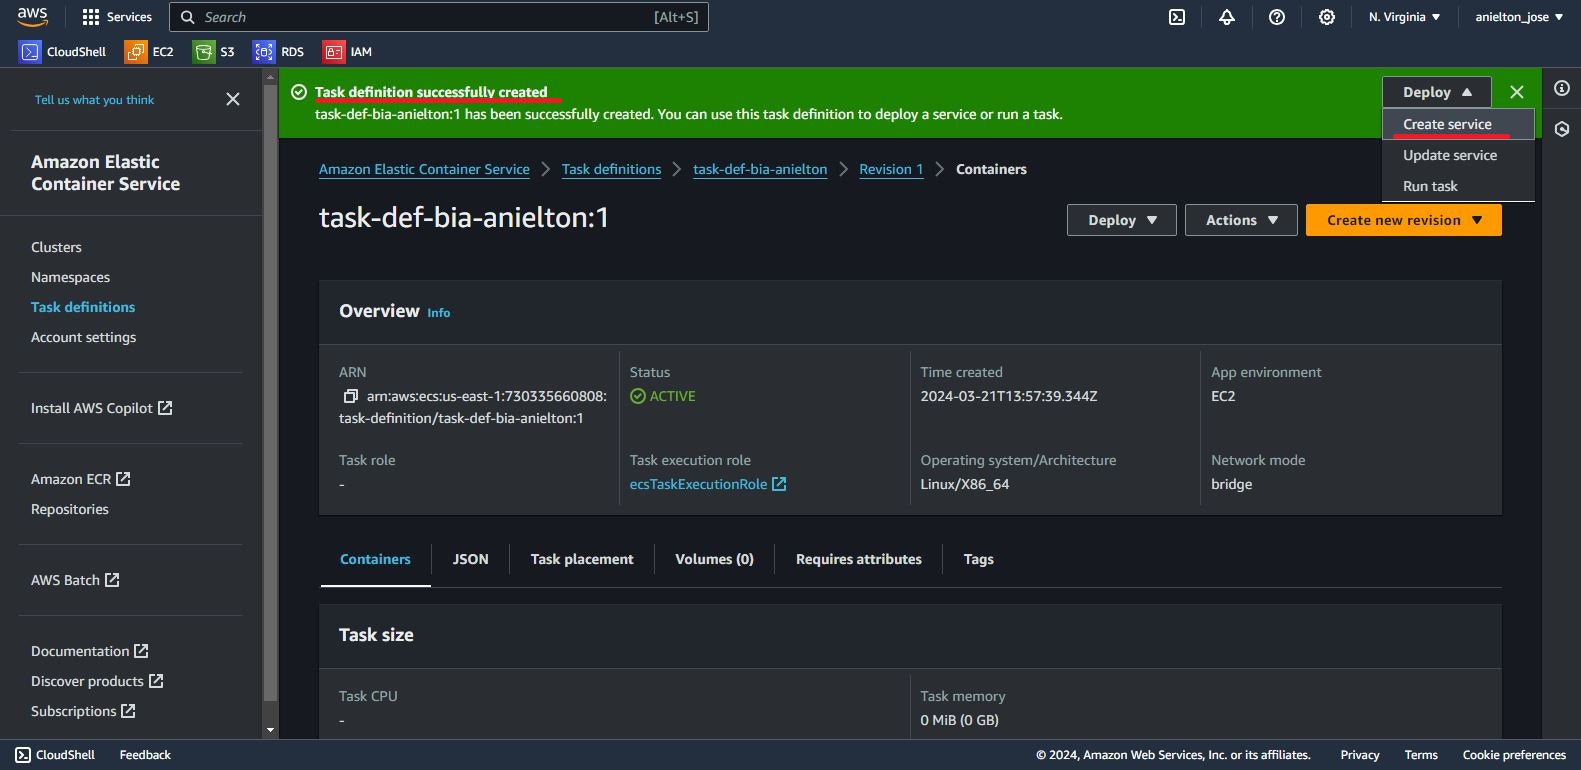 aws
Services
Search
[Alt+S]
N. Virginia
anielton_jose
CloudShell
EC2
S3
RDS
IAM
Tell us what you think
Amazon Elastic
Container Service
Clusters
Namespaces
Task definitions
Account settings
Install AWS Copilot
Amazon ECR
Repositories
AWS Batch
Documentation
Discover products
Subscriptions
Task definition successfully created
task-def-bia-anielton:1 has been successfully created. You can use this task definition to deploy a service or run a task.
Deploy
Create service
Update service
Run task
Amazon Elastic Container Service
Task definitions
task-def-bia-anielton
Revision 1
Containers
task-def-bia-anielton:1
Deploy
Actions
Create new revision
Overview
Info
ARN
arn:aws:ecs:us-east-1:730335660808:
task-definition/task-def-bia-anielton:1
Status
ACTIVE
Time created
2024-03-21T13:57:39.344Z
App environment
EC2
Task role
-
Task execution role
ecsTaskExecutionRole
Operating system/Architecture
Linux/X86_64
Network mode
bridge
Containers
JSON
Task placement
Volumes (0)
Requires attributes
Tags
Task size
Task CPU
-
Task memory
0 MiB (0 GB)
CloudShell
Feedback
© 2024, Amazon Web Services, Inc. or its affiliates.
Privacy
Terms
Cookie preferences